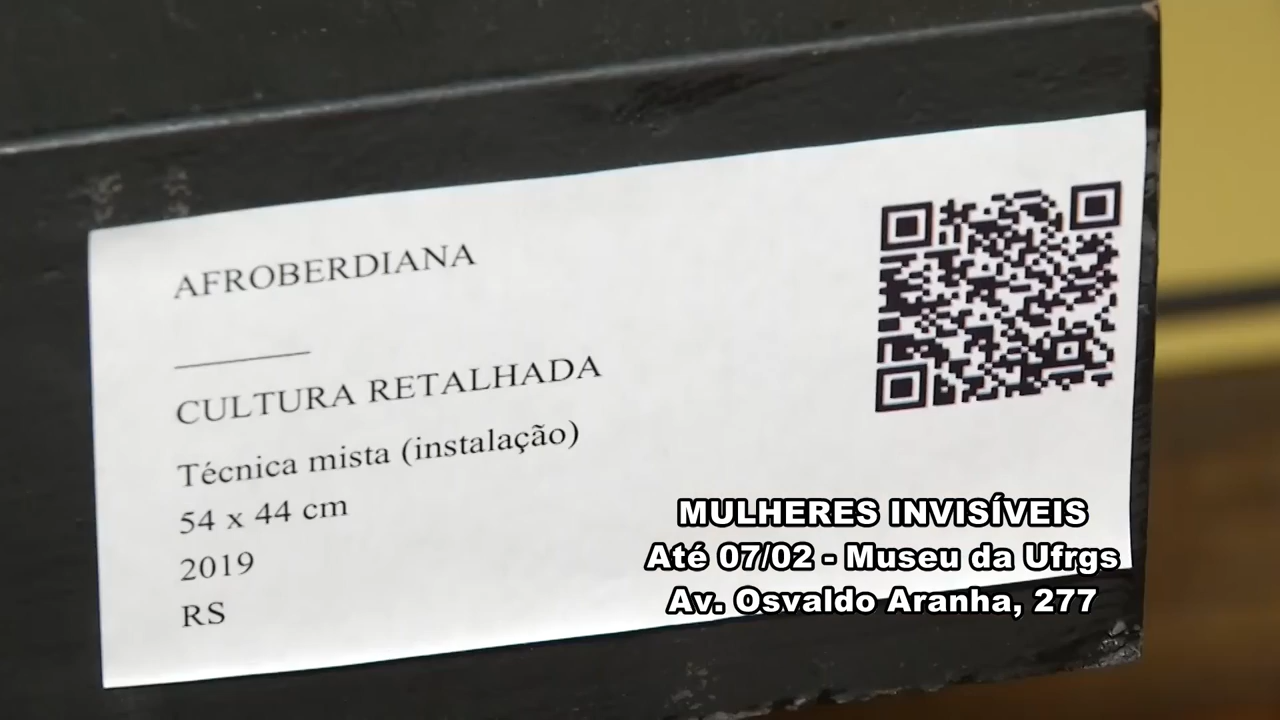 AFROBERDIANA
CULTURA RETALHADA
Técnica mista (instalação)
54 x 44 cm
2019
RS
MULHERES INVISÍVEIS
Até 07/02 - Museu da Ufrgs
Av. Osvaldo Aranha, 277